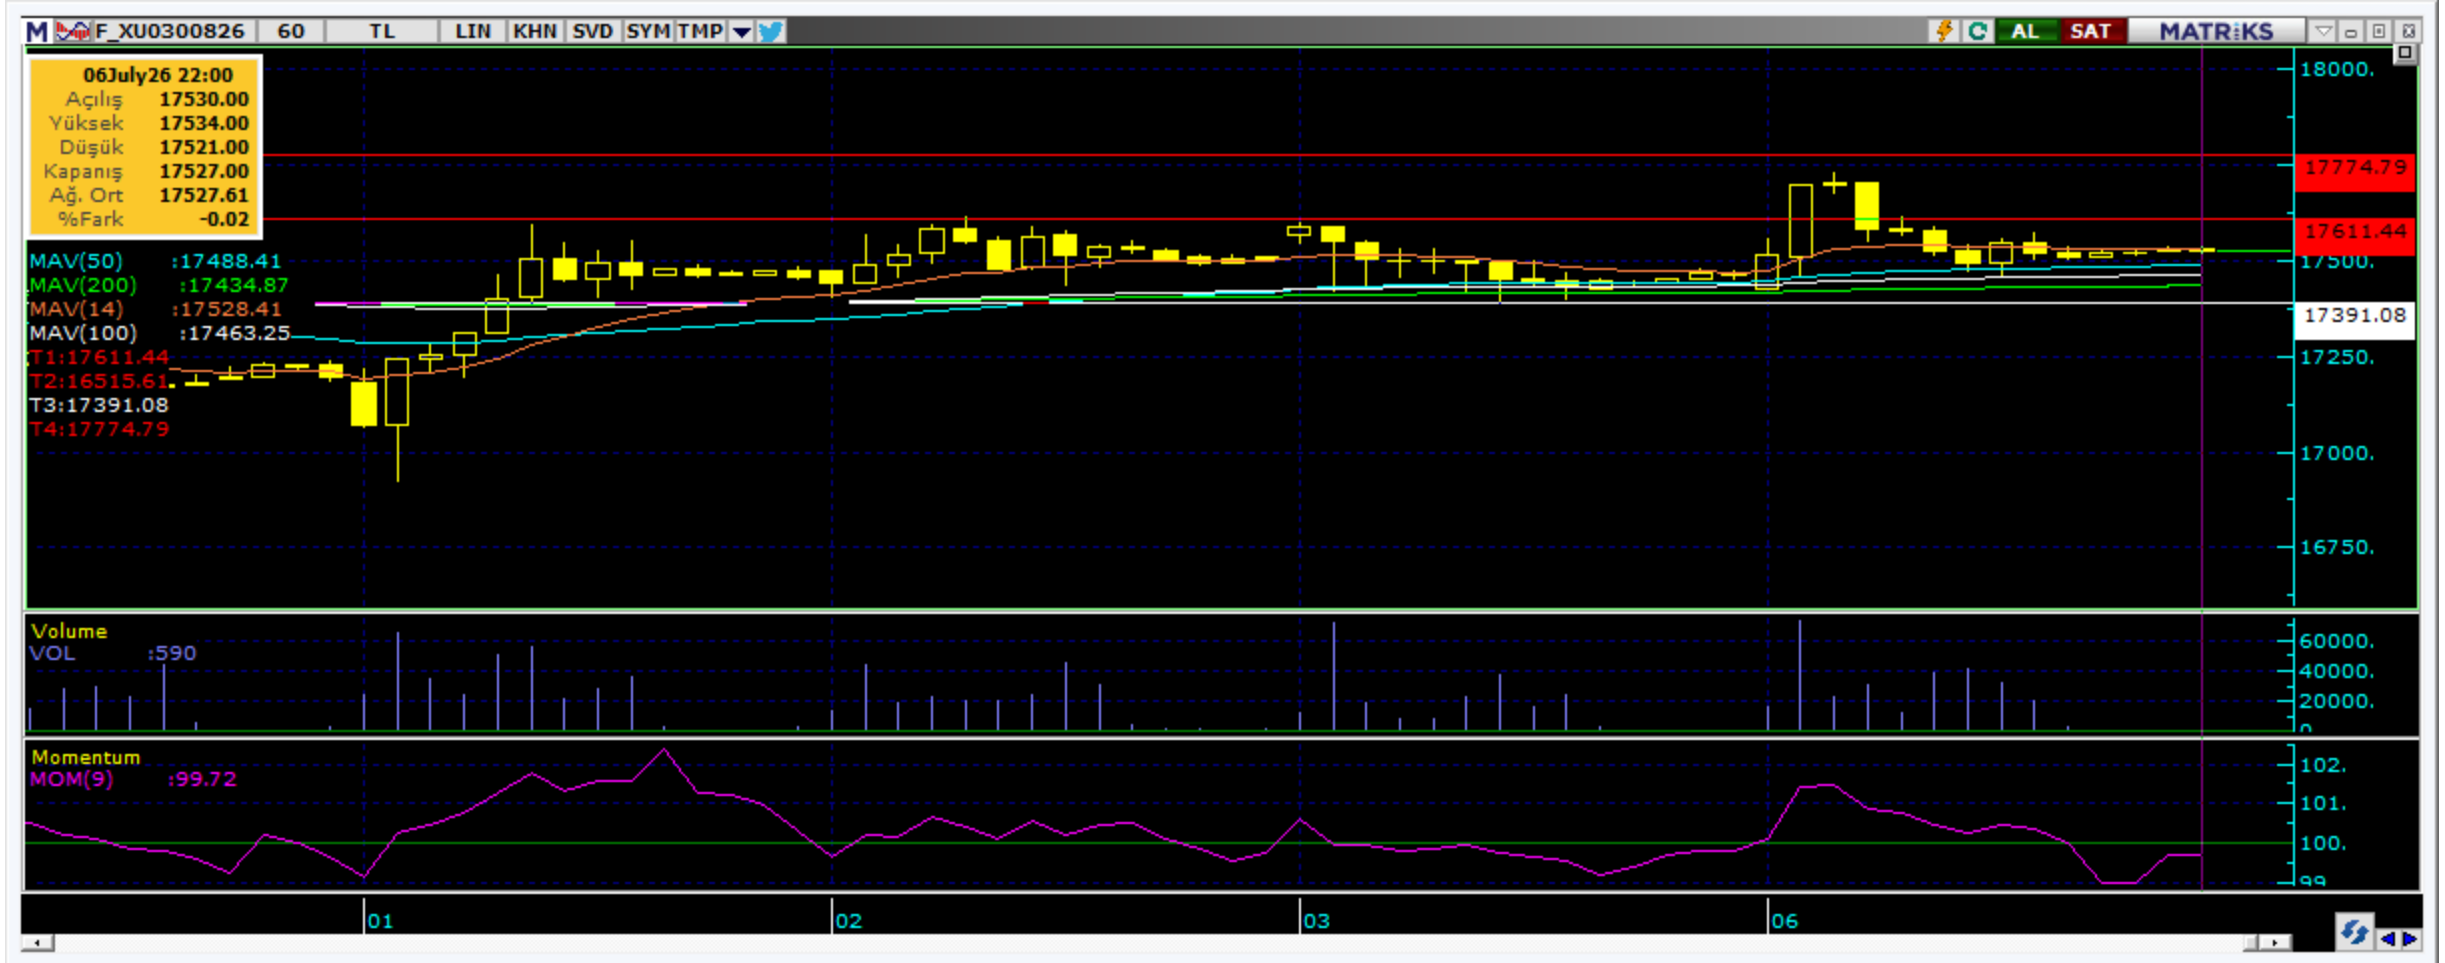 M F_XU0300826 60 TL LIN KHN SVD SYM TMP AL SAT MATRiKS
06July26 22:00
Açılış 17530.00
Yüksek 17534.00
Düşük 17521.00
Kapanış 17527.00
Ağ. Ort 17527.61
%Fark -0.02
MAV(50) :17488.41
MAV(200) :17434.87
MAV(14) :17528.41
MAV(100) :17463.25
T1:17611.44
T2:16515.61
T3:17391.08
T4:17774.79
18000.
17774.79
17611.44
17500.
17391.08
17250.
17000.
16750.
Volume
VOL :590
60000.
40000.
20000.
0
Momentum
MOM(9) :99.72
102.
101.
100.
99
01 02 03 06